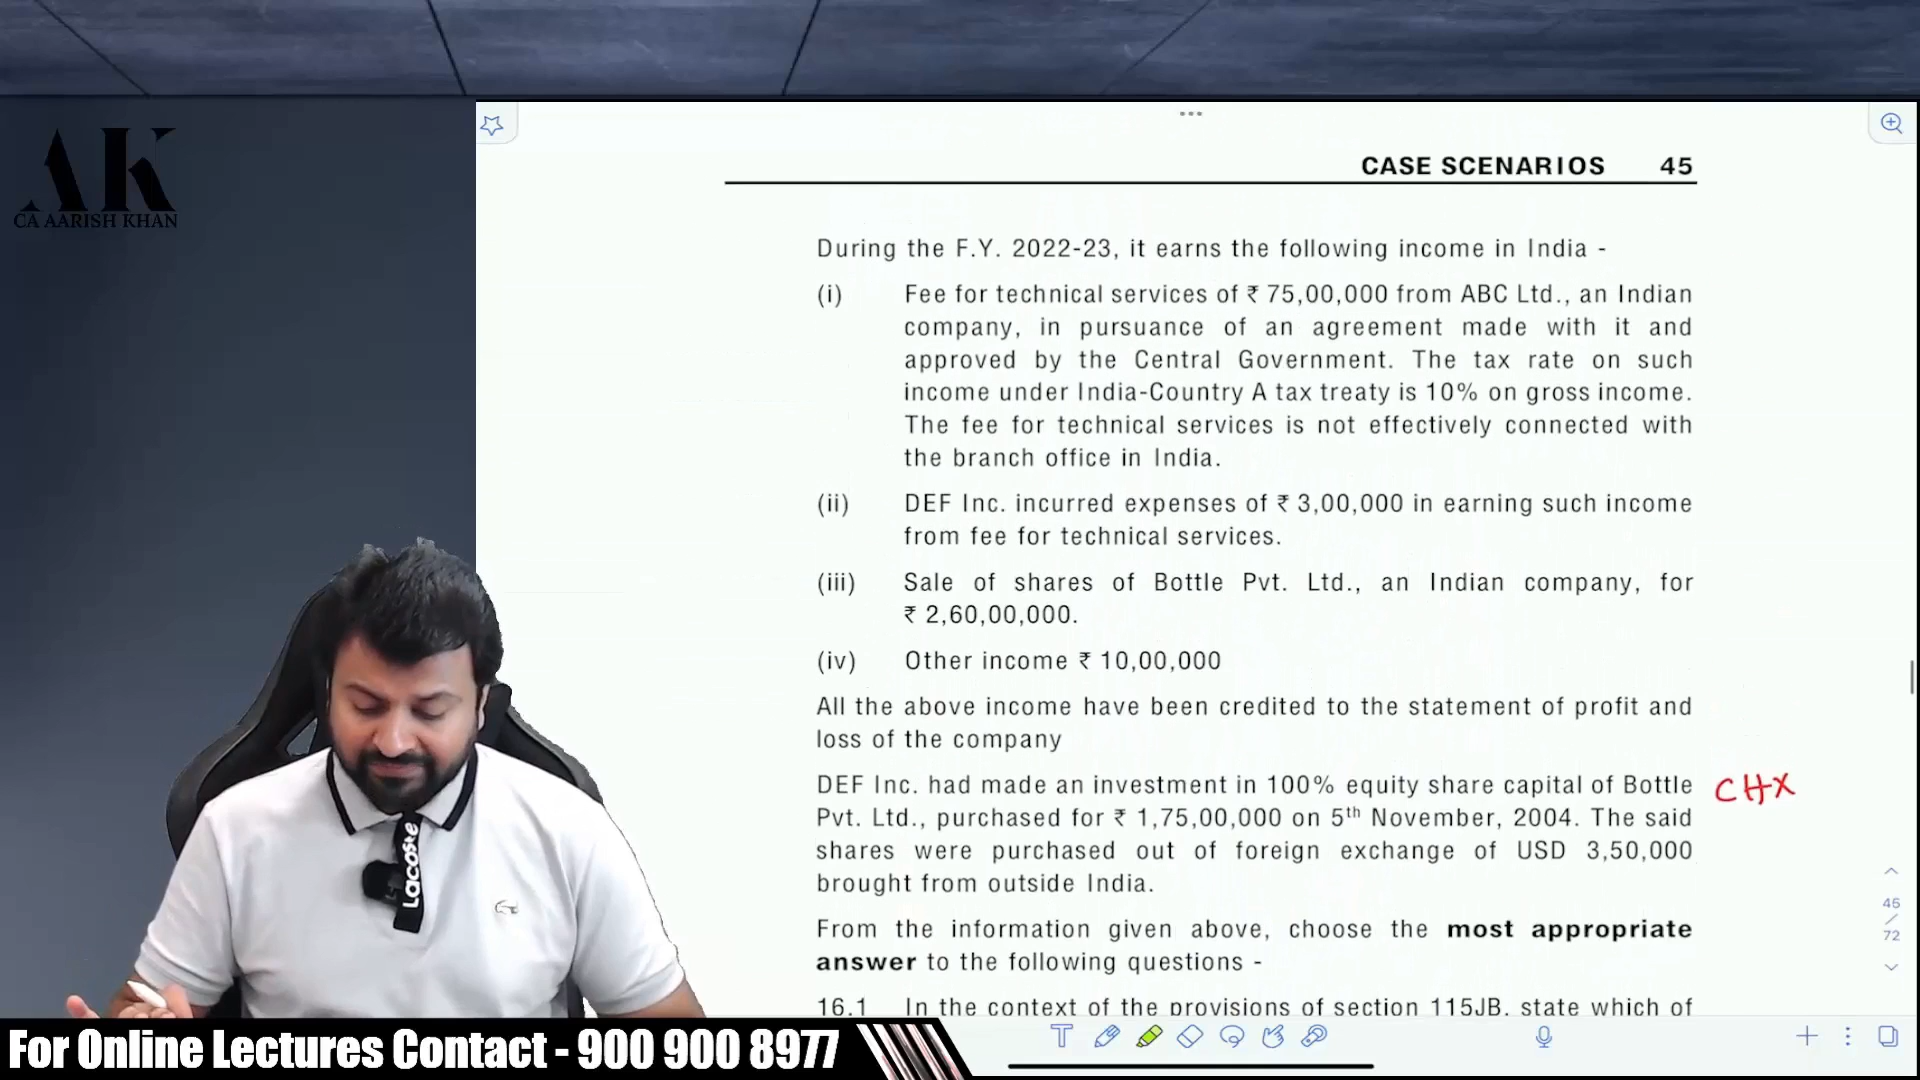 AK
CA AARISH KHAN
CASE SCENARIOS 45
During the F.Y. 2022-23, it earns the following income in India -
(i) Fee for technical services of ₹ 75,00,000 from ABC Ltd., an Indian
company, in pursuance of an agreement made with it and
approved by the Central Government. The tax rate on such
income under India-Country A tax treaty is 10% on gross income.
The fee for technical services is not effectively connected with
the branch office in India.
(ii) DEF Inc. incurred expenses of ₹ 3,00,000 in earning such income
from fee for technical services.
(iii) Sale of shares of Bottle Pvt. Ltd., an Indian company, for
₹ 2,60,00,000.
(iv) Other income ₹ 10,00,000
All the above income have been credited to the statement of profit and
loss of the company
DEF Inc. had made an investment in 100% equity share capital of Bottle
CHX
Pvt. Ltd., purchased for ₹ 1,75,00,000 on 5th November, 2004. The said
shares were purchased out of foreign exchange of USD 3,50,000
brought from outside India.
From the information given above, choose the most appropriate
answer to the following questions -
16.1 In the context of the provisions of section 115JB, state which of
45
/
72
T
Lacoste
For Online Lectures Contact - 900 900 8977